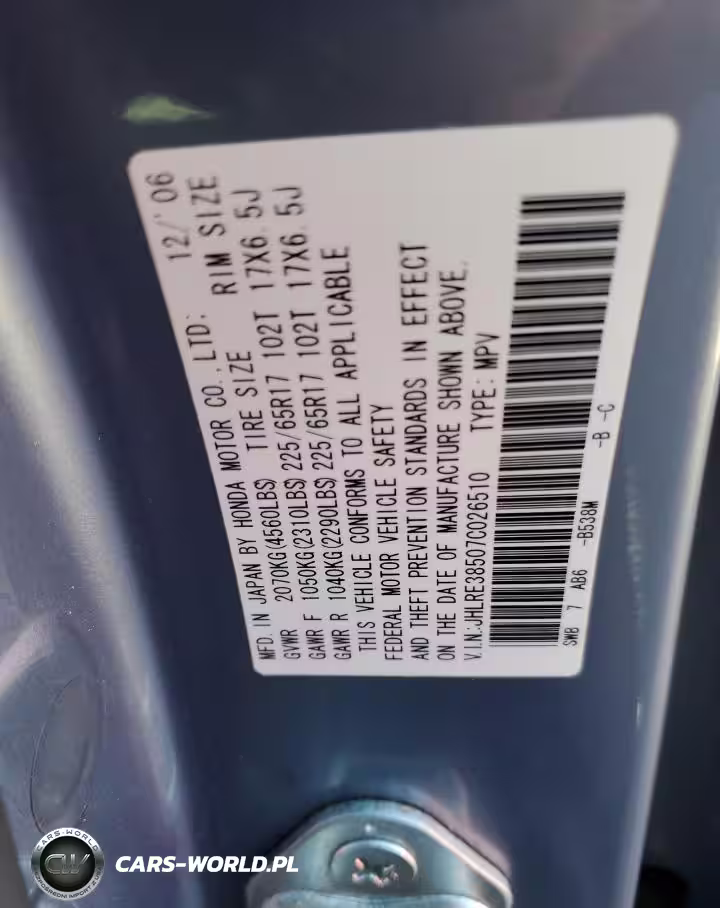 MFD. IN JAPAN BY HONDA MOTOR CO., LTD: 12/'06
GVWR 2070KG(4560LBS) TIRE SIZE RIM SIZE
GAWR F 1050KG(2310LBS) 225/65R17 102T 17X6.5J
GAWR R 1040KG(2290LBS) 225/65R17 102T 17X6.5J
THIS VEHICLE CONFORMS TO ALL APPLICABLE
FEDERAL MOTOR VEHICLE SAFETY
AND THEFT PREVENTION STANDARDS IN EFFECT
ON THE DATE OF MANUFACTURE SHOWN ABOVE.
V.I.N:JHLRE38507C026510 TYPE: MPV
SWB 7 AB6 -B538M -B -C
CARS-WORLD
CW
CARS-WORLD.PL